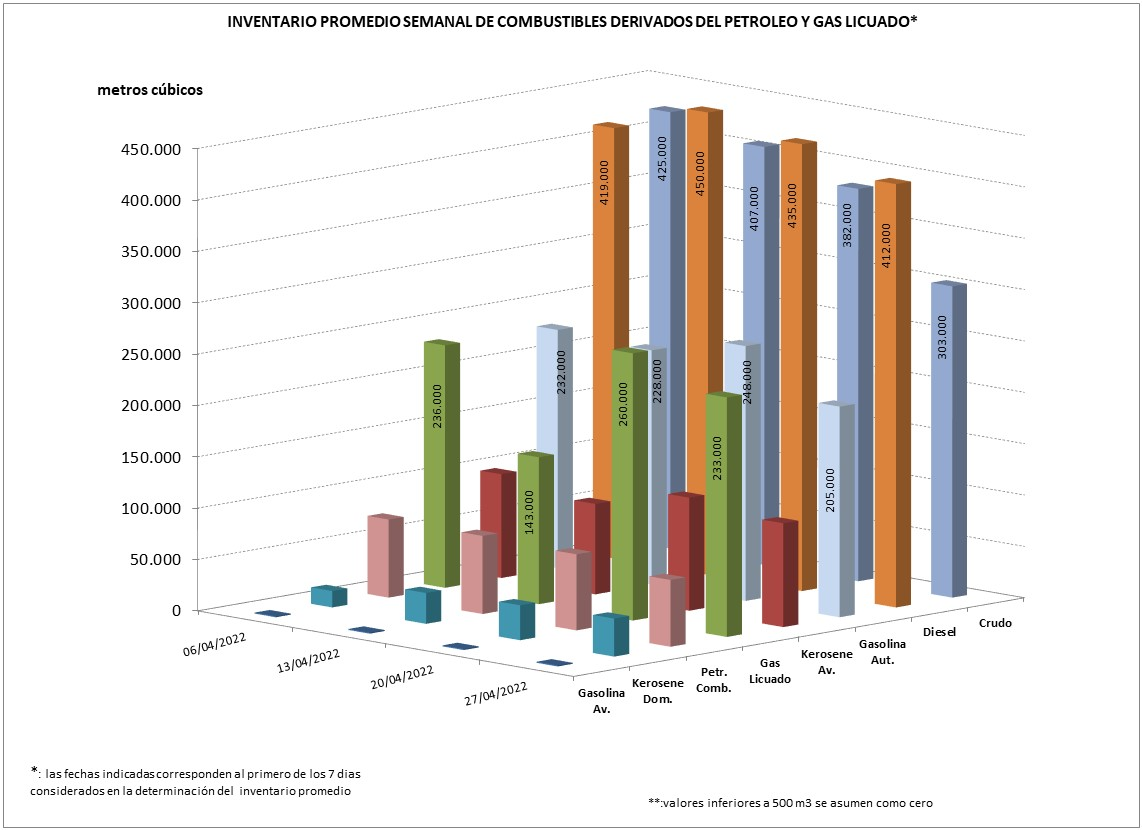 INVENTARIO PROMEDIO SEMANAL DE COMBUSTIBLES DERIVADOS DEL PETROLEO Y GAS LICUADO*
metros cúbicos
450.000
400.000
350.000
300.000
250.000
200.000
150.000
100.000
50.000
0
419.000
425.000
450.000
407.000
435.000
382.000
412.000
303.000
236.000
232.000
143.000
260.000
228.000
233.000
248.000
205.000
06/04/2022
13/04/2022
20/04/2022
27/04/2022
Gasolina
Av.
Kerosene
Dom.
Petr.
Comb.
Gas
Licuado
Kerosene
Av.
Gasolina
Aut.
Diesel
Crudo
*: las fechas indicadas corresponden al primero de los 7 dias
considerados en la determinación del inventario promedio
**:valores inferiores a 500 m3 se asumen como cero